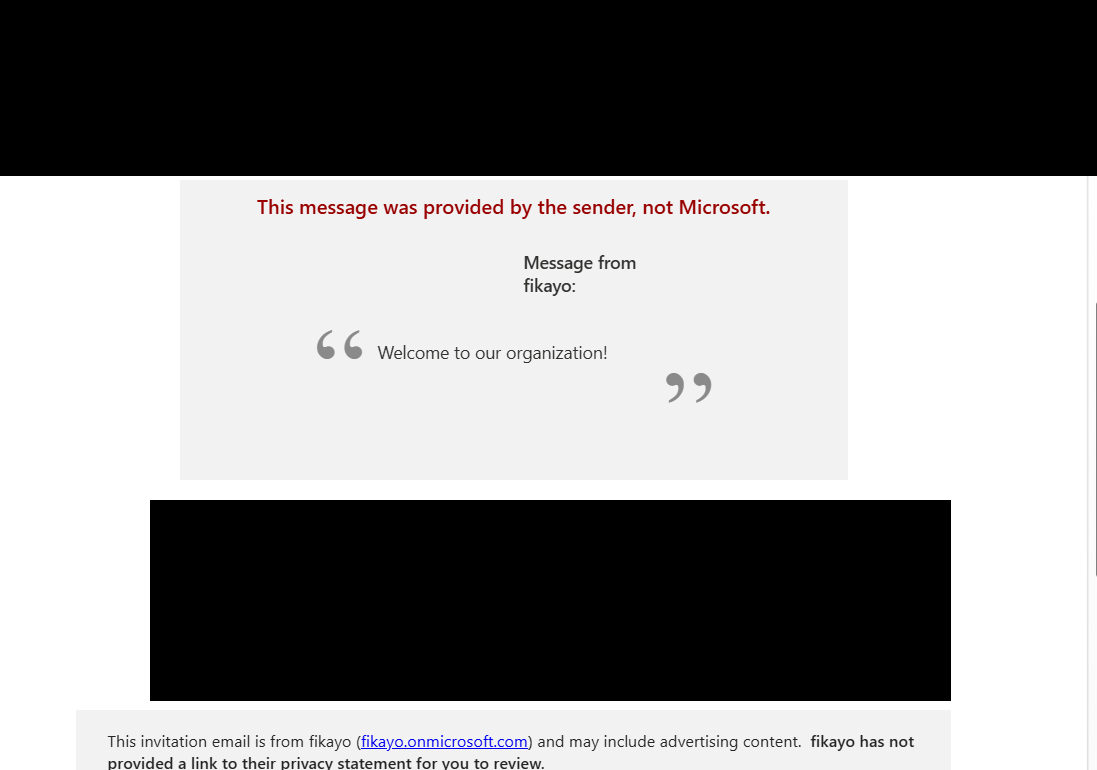 This message was provided by the sender, not Microsoft.
Message from
fikayo:
“ Welcome to our organization!
”
This invitation email is from fikayo (fikayo.onmicrosoft.com) and may include advertising content.  fikayo has not
provided a link to their privacy statement for you to review.